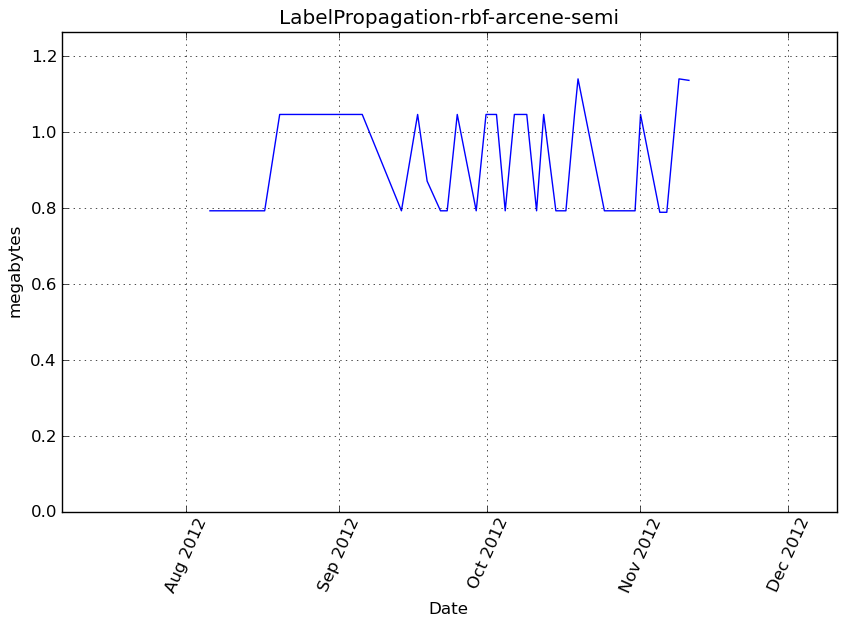 LabelPropagation-rbf-arcene-semi
1.2
1.0
0.8
0.6
0.4
0.2
0.0
megabytes
Aug 2012
Sep 2012
Oct 2012
Nov 2012
Dec 2012
Date